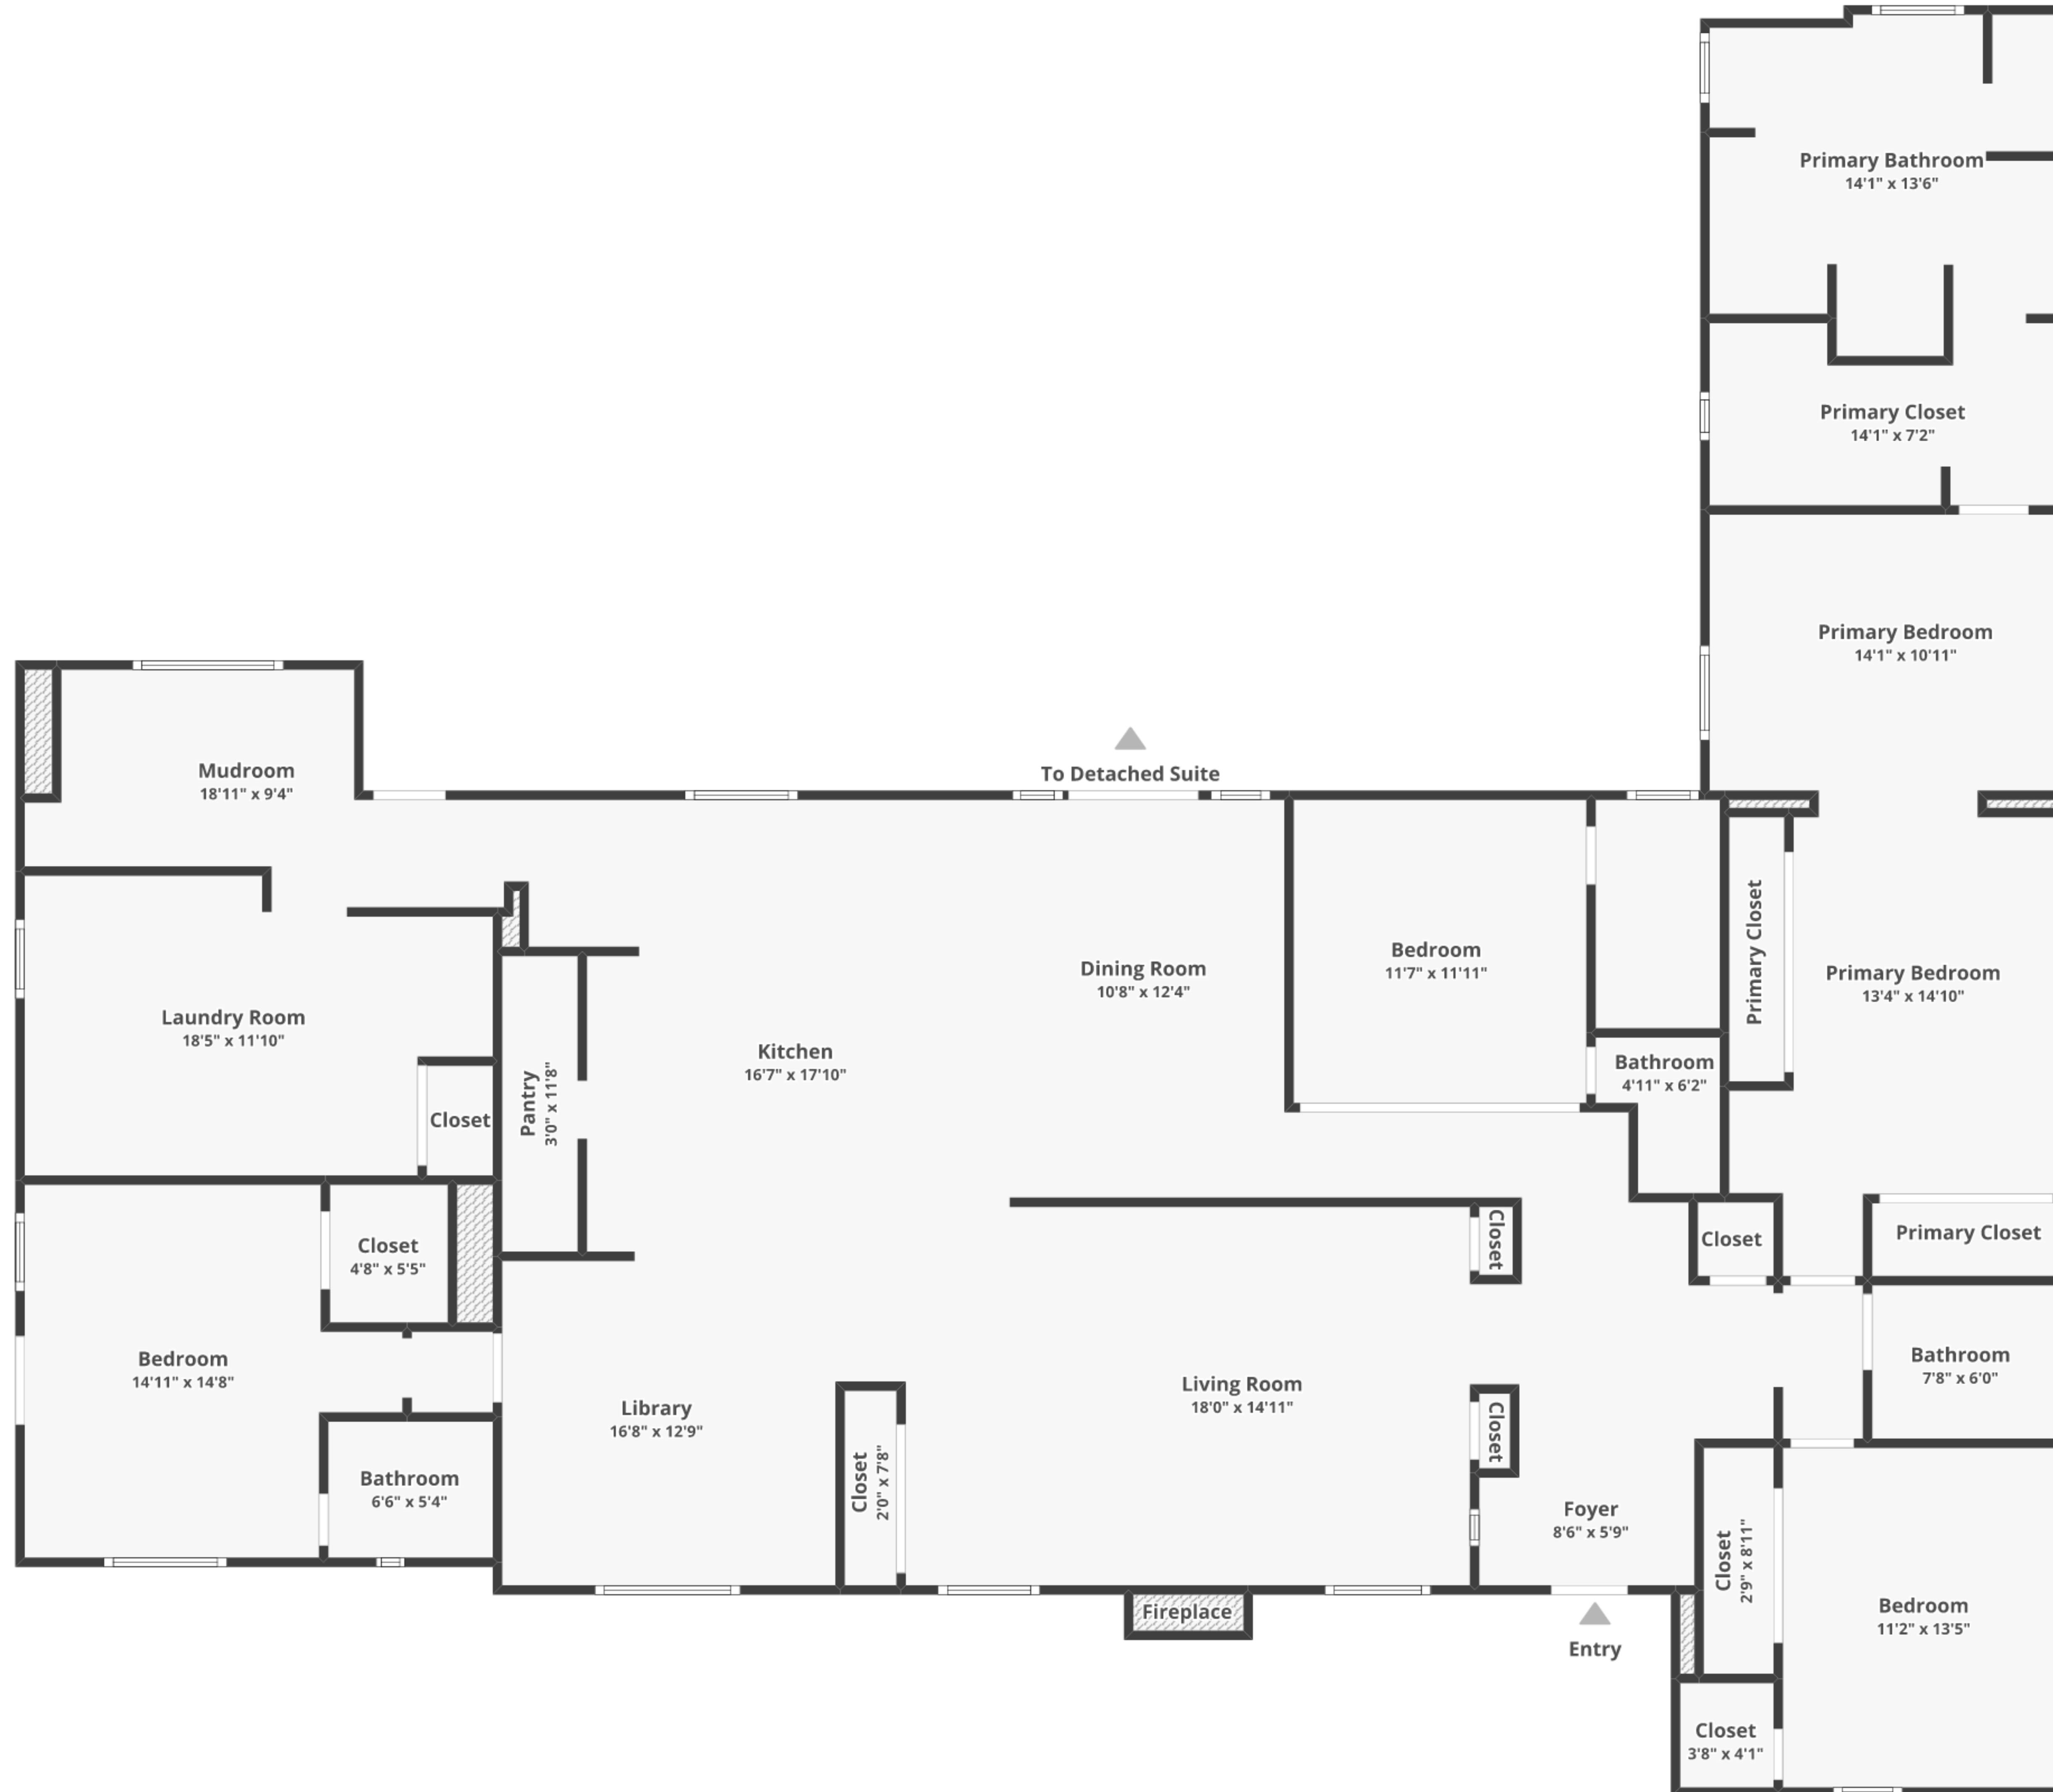 Primary Bathroom
14'1" x 13'6"
Primary Closet
14'1" x 7'2"
Primary Bedroom
14'1" x 10'11"
Mudroom
18'11" x 9'4"
To Detached Suite
Primary Closet
Bedroom
11'7" x 11'11"
Dining Room
10'8" x 12'4"
Primary Bedroom
13'4" x 14'10"
Laundry Room
18'5" x 11'10"
Kitchen
16'7" x 17'10"
Bathroom
4'11" x 6'2"
Pantry
3'0" x 11'8"
Closet
Closet
4'8" x 5'5"
Closet
Closet
Primary Closet
Bedroom
14'11" x 14'8"
Library
16'8" x 12'9"
Living Room
18'0" x 14'11"
Closet
Bathroom
7'8" x 6'0"
Bathroom
6'6" x 5'4"
Closet
2'0" x 7'8"
Foyer
8'6" x 5'9"
Closet
2'9" x 8'11"
Fireplace
Entry
Bedroom
11'2" x 13'5"
Closet
3'8" x 4'1"